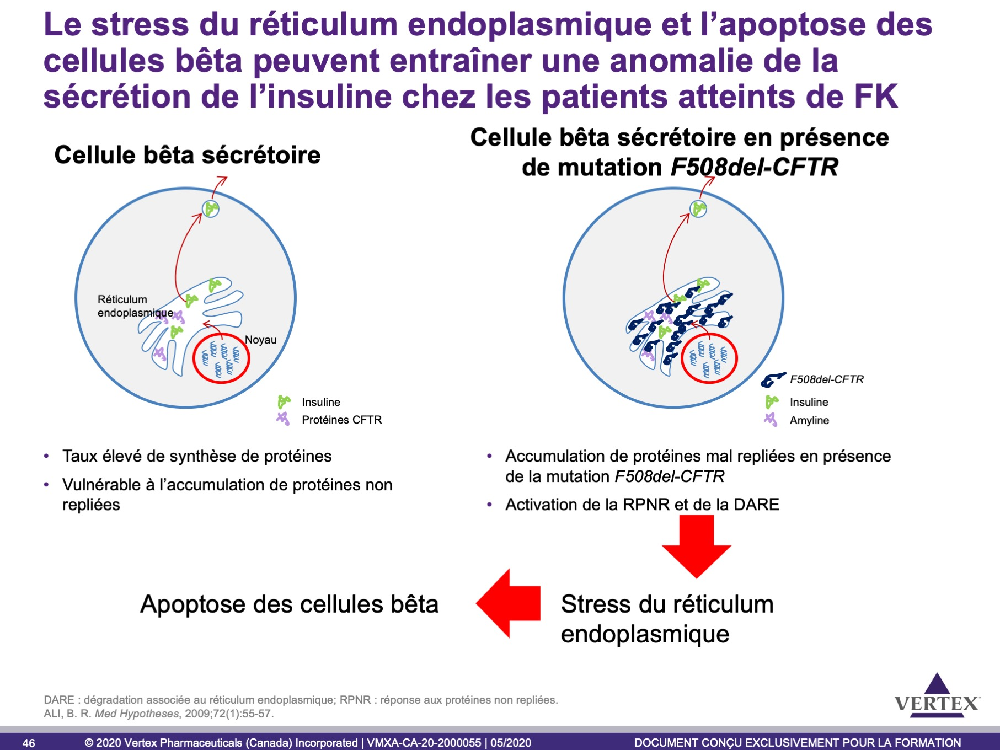 Le stress du réticulum endoplasmique et l’apoptose des
cellules bêta peuvent entraîner une anomalie de la
sécrétion de l’insuline chez les patients atteints de FK
Cellule bêta sécrétoire
Réticulum
endoplasmique
Noyau
Insuline
Protéines CFTR
• Taux élevé de synthèse de protéines
• Vulnérable à l’accumulation de protéines non
repliées
Cellule bêta sécrétoire en présence
de mutation F508del-CFTR
F508del-CFTR
Insuline
Amyline
• Accumulation de protéines mal repliées en présence
de la mutation F508del-CFTR
• Activation de la RPNR et de la DARE
Stress du réticulum
endoplasmique
Apoptose des cellules bêta
DARE : dégradation associée au réticulum endoplasmique; RPNR : réponse aux protéines non repliées.
ALI, B. R. Med Hypotheses, 2009;72(1):55-57.
VERTEX
46
© 2020 Vertex Pharmaceuticals (Canada) Incorporated | VMXA-CA-20-2000055 | 05/2020
DOCUMENT CONÇU EXCLUSIVEMENT POUR LA FORMATION